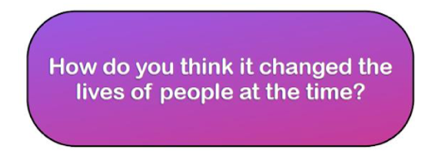 How do you think it changed the
lives of people at the time?